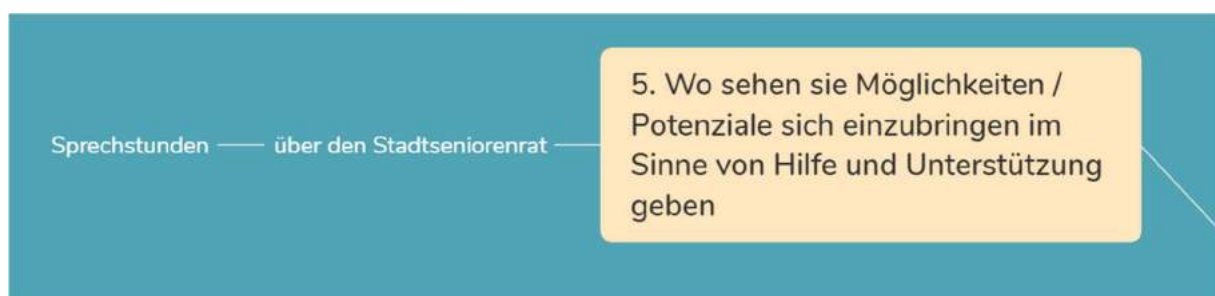 Sprechstunden
über den Stadtseniorenrat
5. Wo sehen sie Möglichkeiten /
Potenziale sich einzubringen im
Sinne von Hilfe und Unterstützung
geben